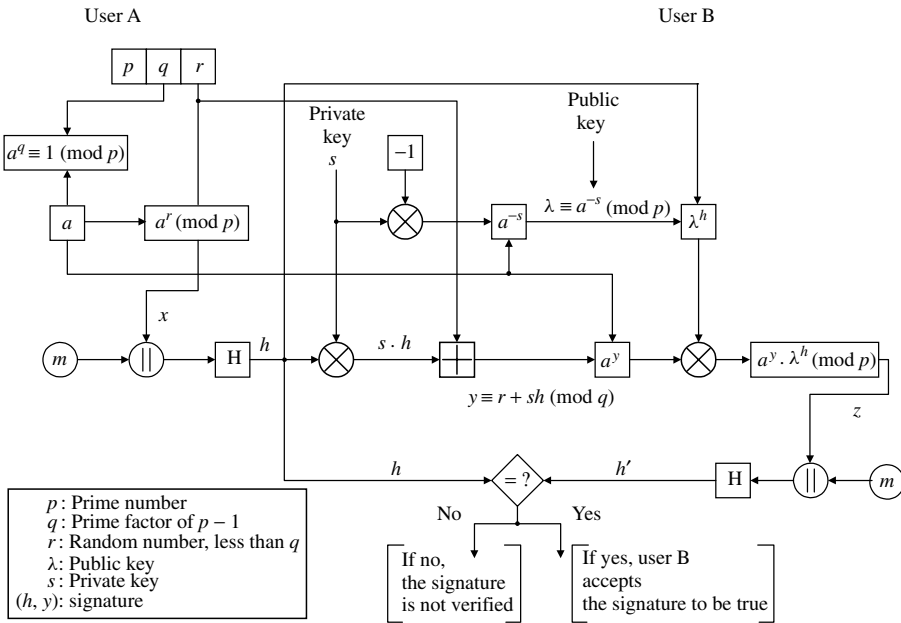 User A
User B
p q r
Private
key
s
Public
key
−1
a^q ≡ 1 (mod p)
a
a^r (mod p)
a^{−s}
λ ≡ a^{−s} (mod p)
λ^h
x
m
||
H
h
s · h
a^y
a^y . λ^h (mod p)
y ≡ r + sh (mod q)
z
h
= ?
h′
H
||
m
No
Yes
If no,
the signature
is not verified
If yes, user B
accepts
the signature to be true
p : Prime number
q : Prime factor of p − 1
r : Random number, less than q
λ: Public key
s : Private key
(h, y): signature